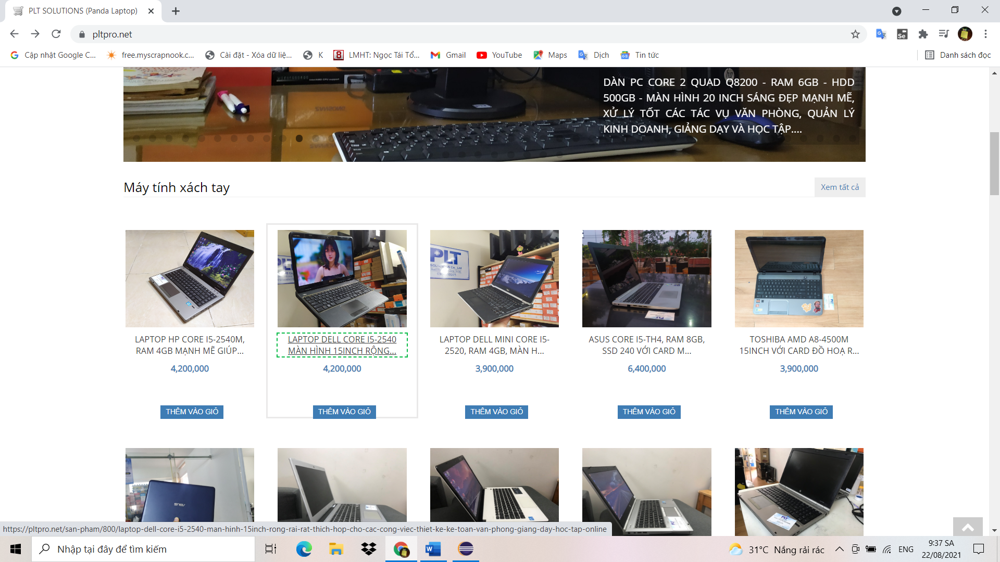 PLT SOLUTIONS (Panda Laptop)
pltpro.net
Cập nhật Google C...
free.myscrapnook.c...
Cài đặt - Xóa dữ liệ...
K
LMHT: Ngọc Tái Tổ...
Gmail
YouTube
Maps
Dịch
Tin tức
Danh sách đọc
DÀN PC CORE 2 QUAD Q8200 - RAM 6GB - HDD
500GB - MÀN HÌNH 20 INCH SÁNG ĐẸP MẠNH MẼ,
XỬ LÝ TỐT CÁC TÁC VỤ VĂN PHÒNG, QUẢN LÝ
KINH DOANH, GIẢNG DẠY VÀ HỌC TẬP....
Máy tính xách tay
Xem tất cả
PLT
LAPTOP HP CORE I5-2540M,
RAM 4GB MẠNH MẼ GIÚP...
4,200,000
THÊM VÀO GIỎ
LAPTOP DELL CORE I5-2540
MÀN HÌNH 15INCH RỘNG...
4,200,000
THÊM VÀO GIỎ
LAPTOP DELL MINI CORE I5-
2520, RAM 4GB, MÀN H...
3,900,000
THÊM VÀO GIỎ
ASUS CORE I5-TH4, RAM 8GB,
SSD 240 VỚI CARD M...
6,400,000
THÊM VÀO GIỎ
TOSHIBA AMD A8-4500M
15INCH VỚI CARD ĐỒ HOẠ R...
3,900,000
THÊM VÀO GIỎ
https://pltpro.net/san-pham/800/laptop-dell-core-i5-2540-man-hinh-15inch-rong-rai-rat-thich-hop-cho-cac-cong-viec-thiet-ke-ke-toan-van-phong-giang-day-hoc-tap-online
Nhập tại đây để tìm kiếm
31°C Nắng rải rác
ENG
9:37 SA
22/08/2021